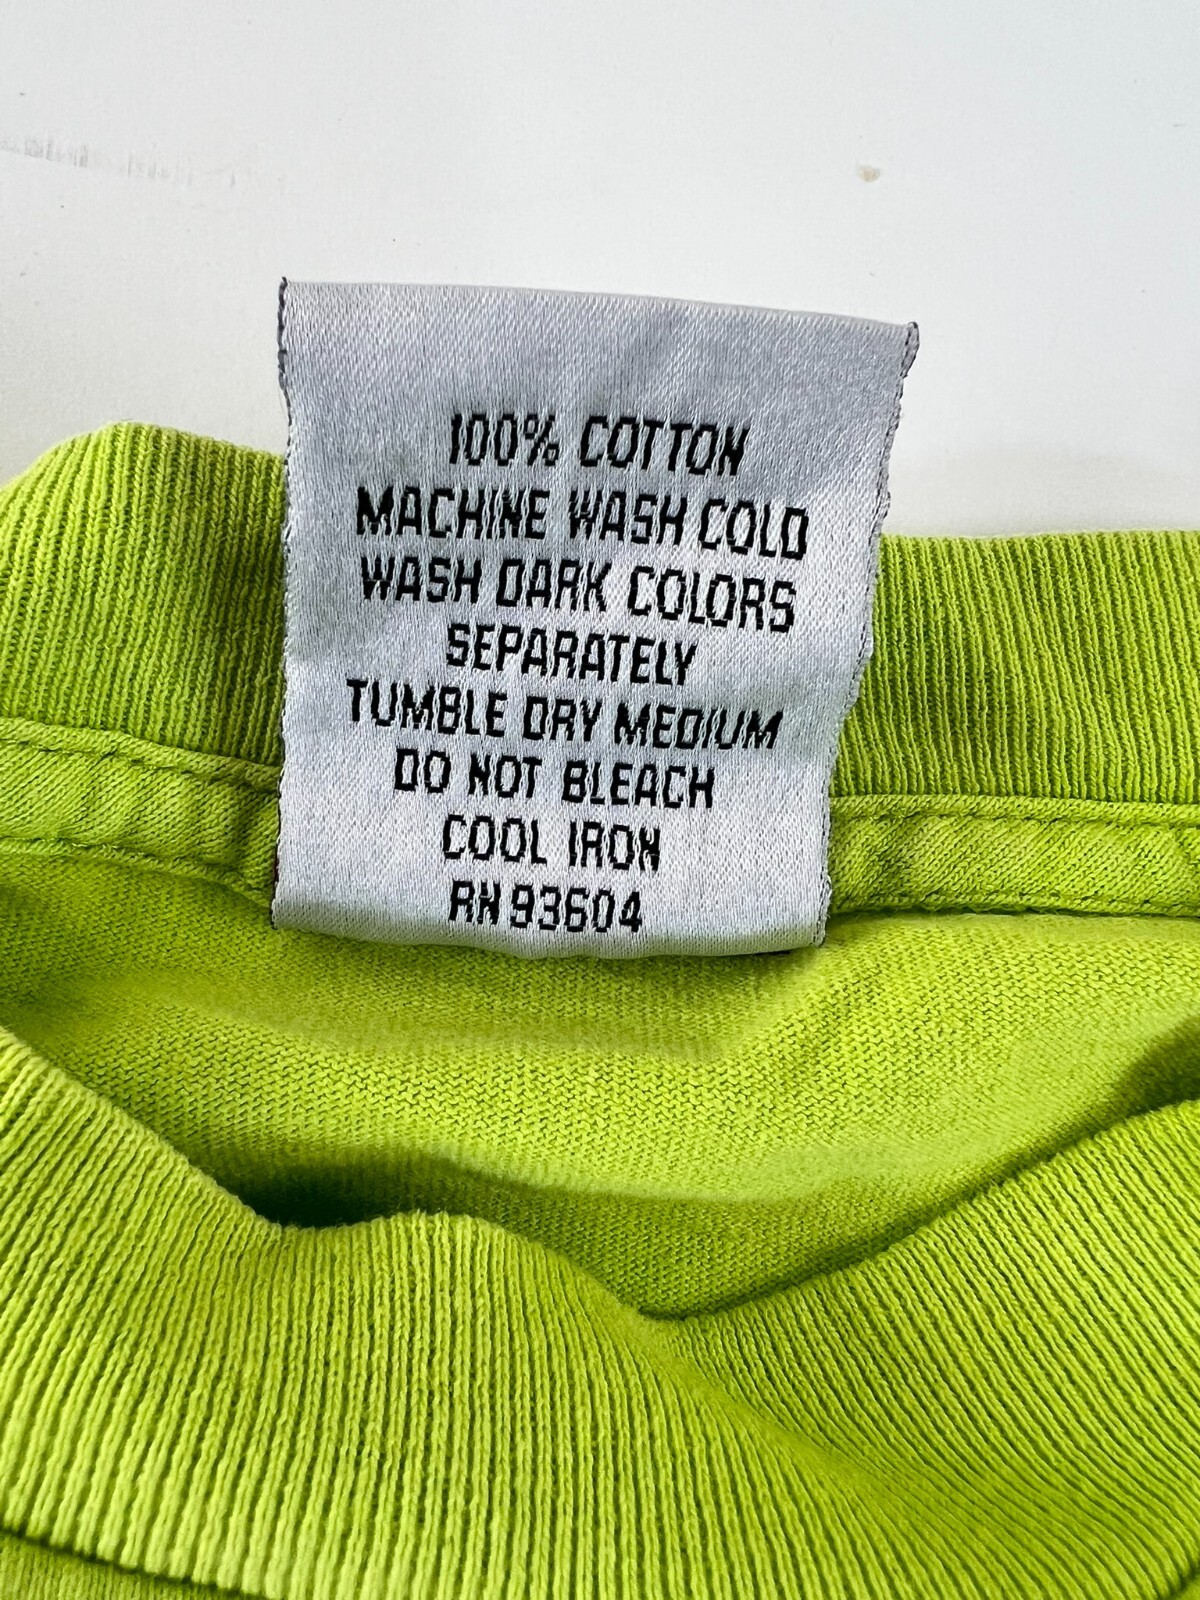 100% COTTON
MACHINE WASH COLD
WASH DARK COLORS
SEPARATELY
TUMBLE DRY MEDIUM
DO NOT BLEACH
COOL IRON
RN 93604